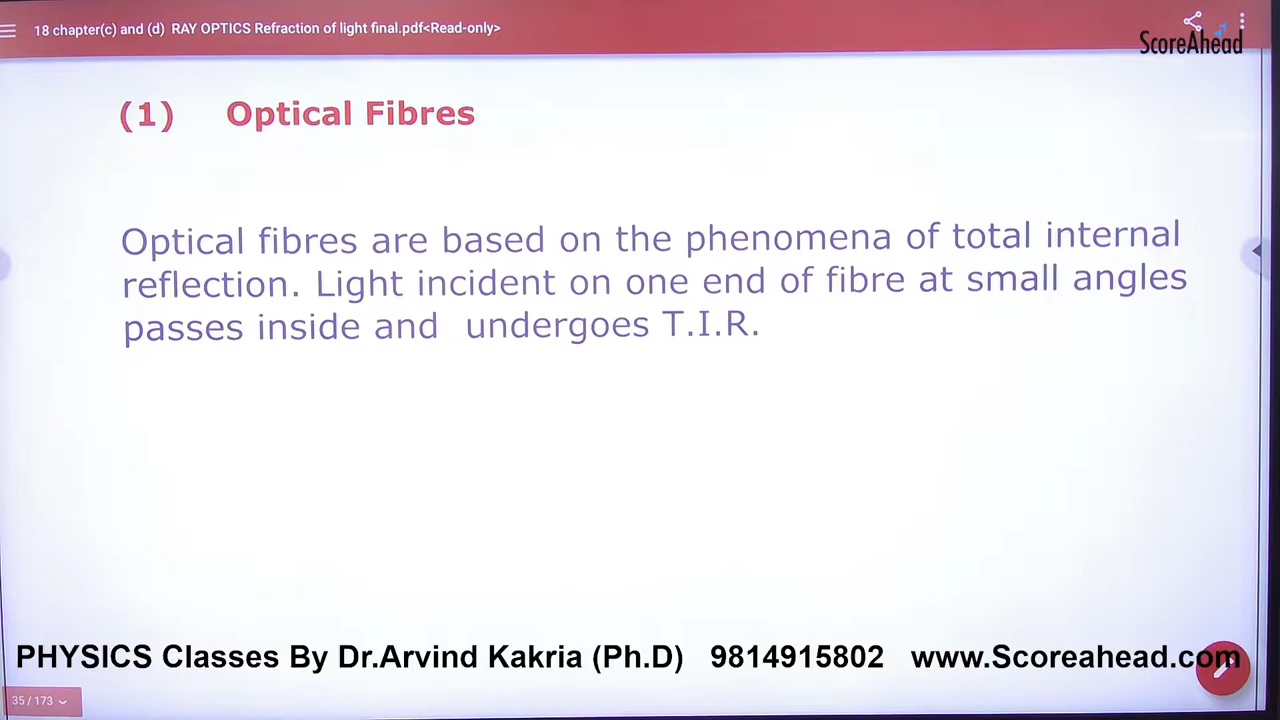 18 chapter(c) and (d) RAY OPTICS Refraction of light final.pdf<Read-only>
ScoreAhead
(1) Optical Fibres
Optical fibres are based on the phenomena of total internal
reflection. Light incident on one end of fibre at small angles
passes inside and undergoes T.I.R.
PHYSICS Classes By Dr.Arvind Kakria (Ph.D) 9814915802 www.Scoreahead.com
35 / 173